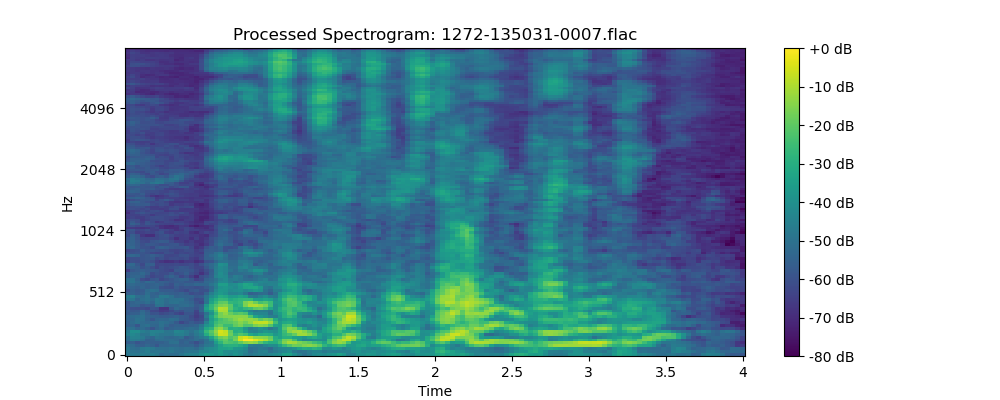 Processed Spectrogram: 1272-135031-0007.flac
+0 dB
-10 dB
4096
-20 dB
-30 dB
2048
Hz
-40 dB
1024
-50 dB
-60 dB
512
-70 dB
0
-80 dB
0 0.5 1 1.5 2 2.5 3 3.5 4
Time